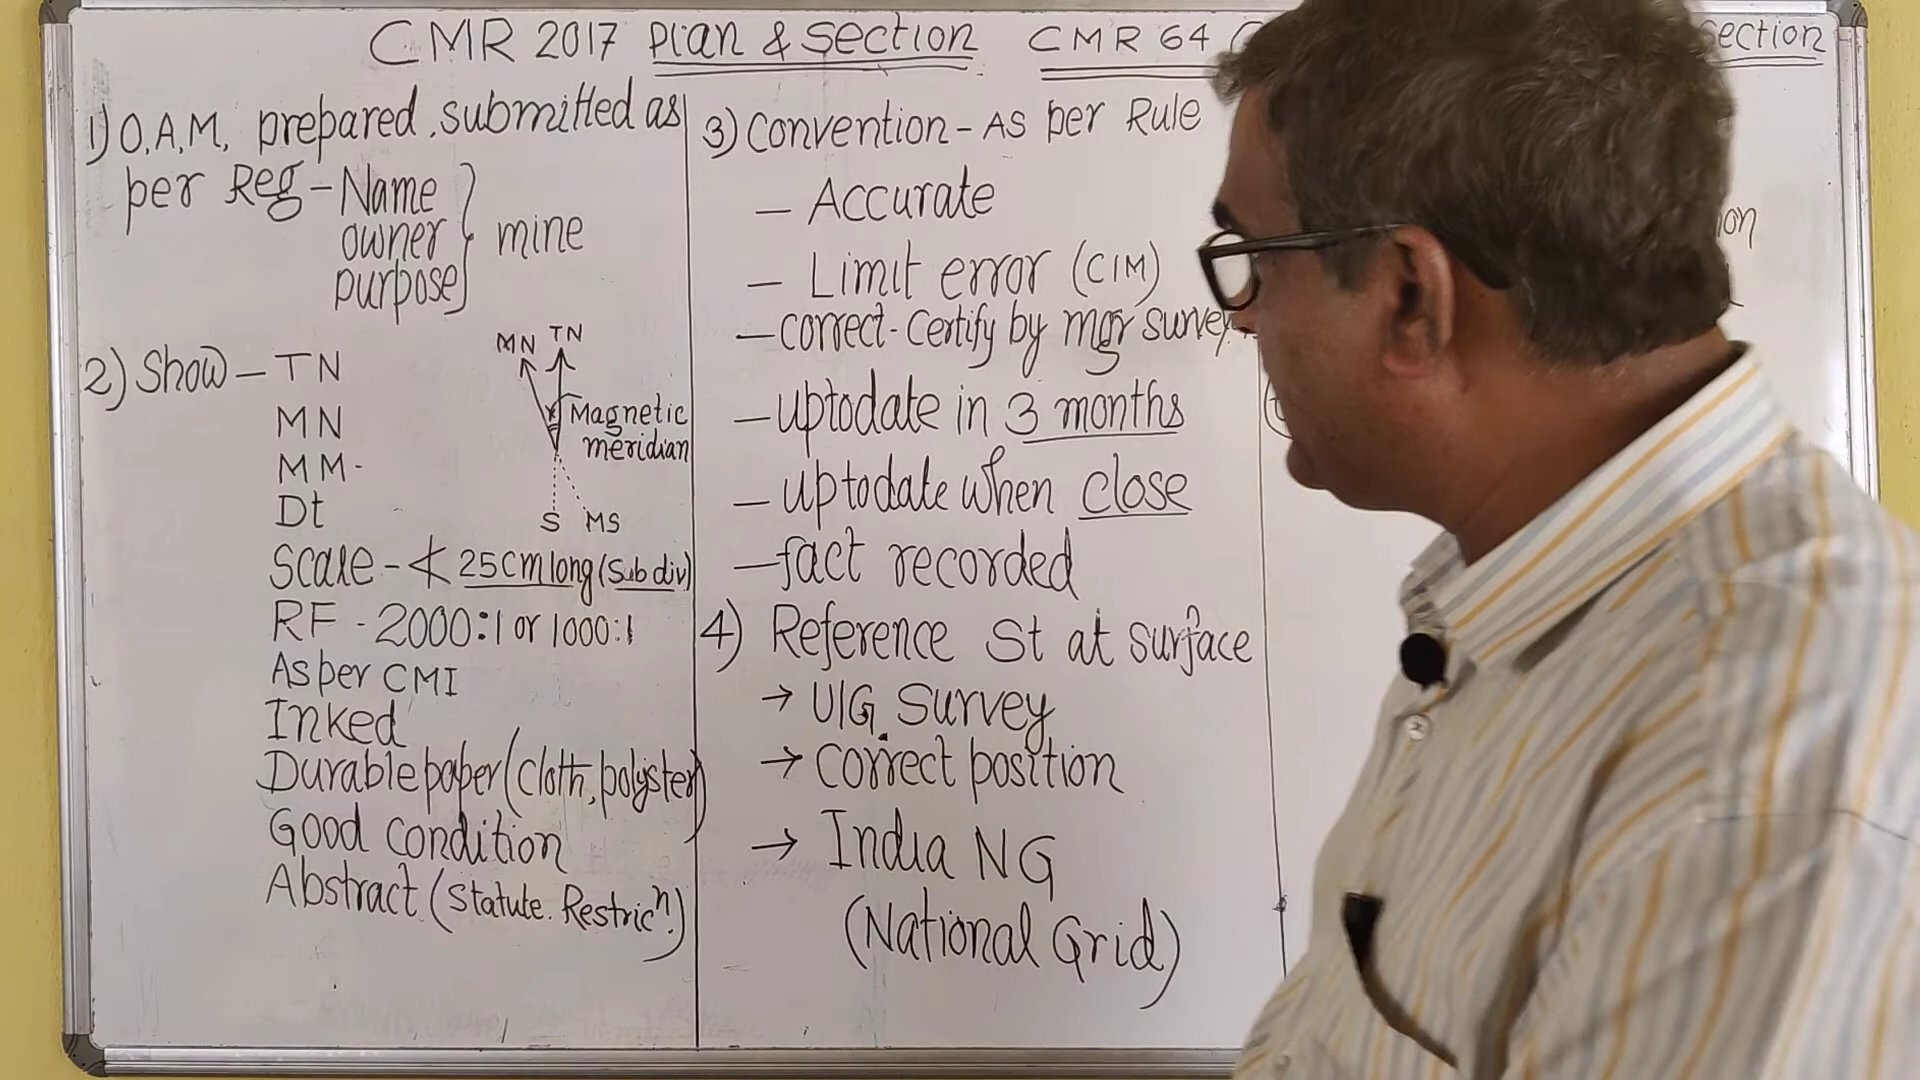 CMR 2017 Plan & Section
CMR 64
section
1) O.A.M. prepared, submitted as
per Reg - Name
owner
purpose
mine
2) Show - TN
MN
MM-
Dt
Scale - ≮ 25cm long (Sub div)
RF - 2000:1 or 1000:1
As per CMI
Inked
Durable paper (cloth, polyster)
Good condition
Abstract (Statute. Restricn.)
MN TN
Magnetic
meridian
S MS
3) Convention - As per Rule
- Accurate
- Limit error (CIM)
- correct - Certify by mgr survey
- uptodate in 3 months
- uptodate when close
- fact recorded
4) Reference St at surface
→ U/G. Survey
→ Correct position
→ India NG
(National Grid)
on